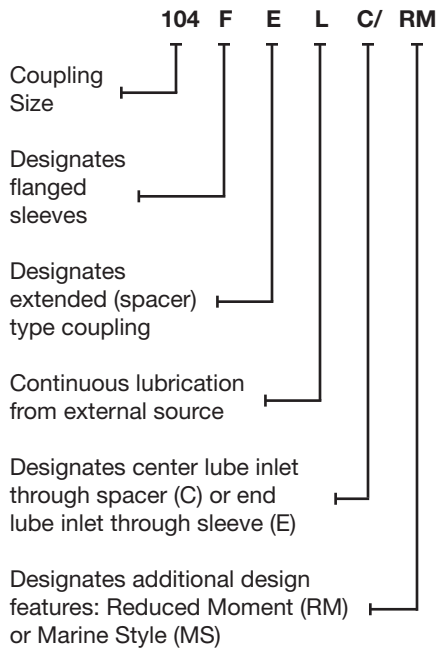 104 F E L C/ RM
Coupling
Size
Designates
flanged
sleeves
Designates
extended (spacer)
type coupling
Continuous lubrication
from external source
Designates center lube inlet
through spacer (C) or end
lube inlet through sleeve (E)
Designates additional design
features: Reduced Moment (RM)
or Marine Style (MS)